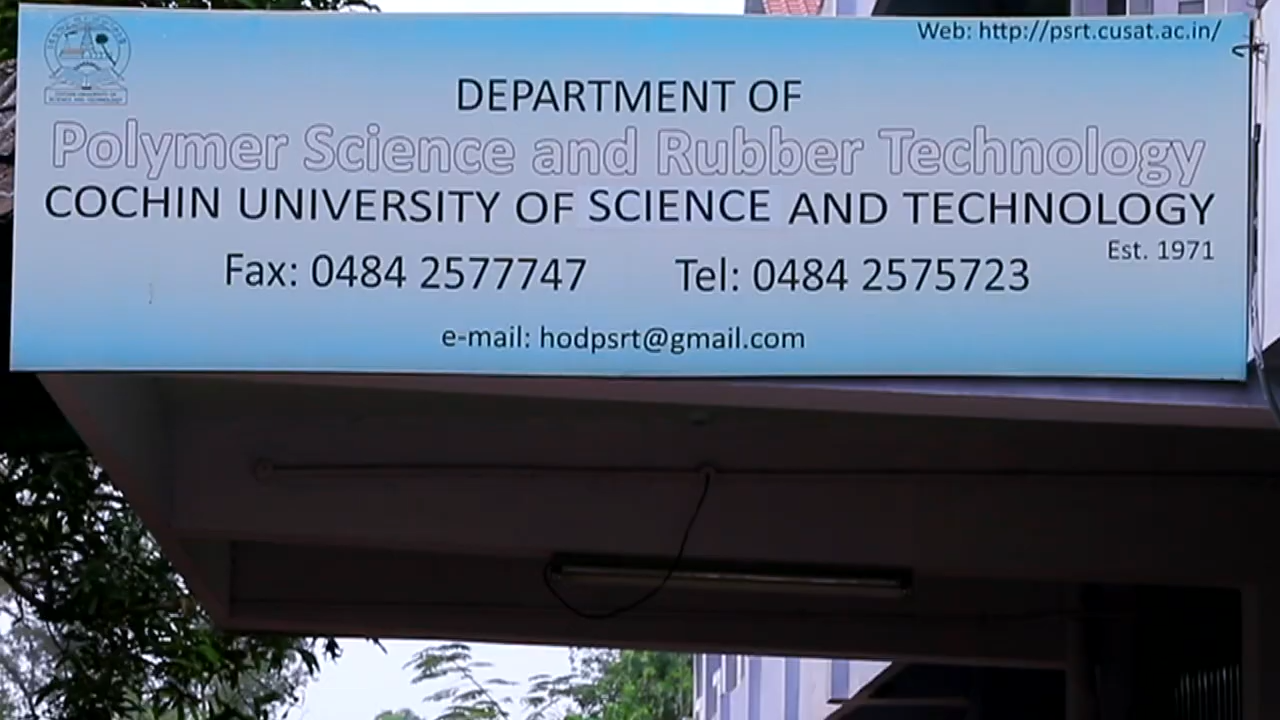 Web: http://psrt.cusat.ac.in/
DEPARTMENT OF
Polymer Science and Rubber Technology
COCHIN UNIVERSITY OF SCIENCE AND TECHNOLOGY
Est. 1971
Fax: 0484 2577747 Tel: 0484 2575723
e-mail: hodpsrt@gmail.com